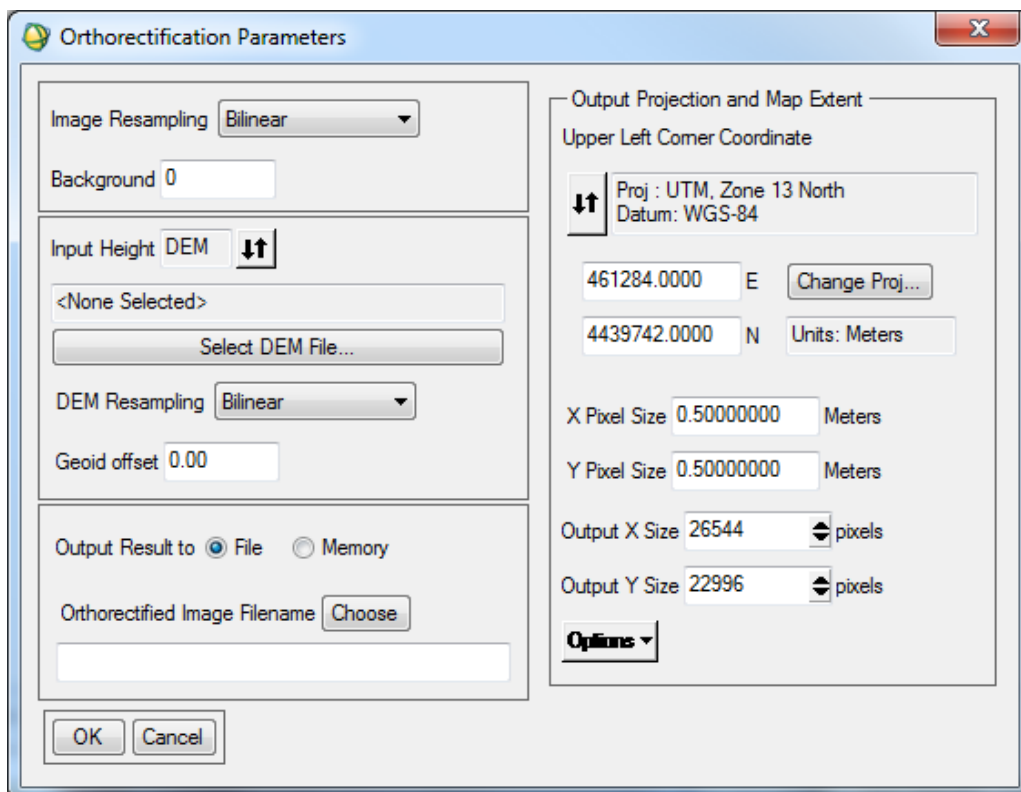 Orthorectification Parameters
Image Resampling Bilinear
Background 0
Input Height DEM
<None Selected>
Select DEM File...
DEM Resampling Bilinear
Geoid offset 0.00
Output Result to File Memory
Orthorectified Image Filename Choose
OK Cancel
Output Projection and Map Extent
Upper Left Corner Coordinate
Proj : UTM, Zone 13 North
Datum: WGS-84
461284.0000 E Change Proj...
4439742.0000 N Units: Meters
X Pixel Size 0.50000000 Meters
Y Pixel Size 0.50000000 Meters
Output X Size 26544 pixels
Output Y Size 22996 pixels
Options